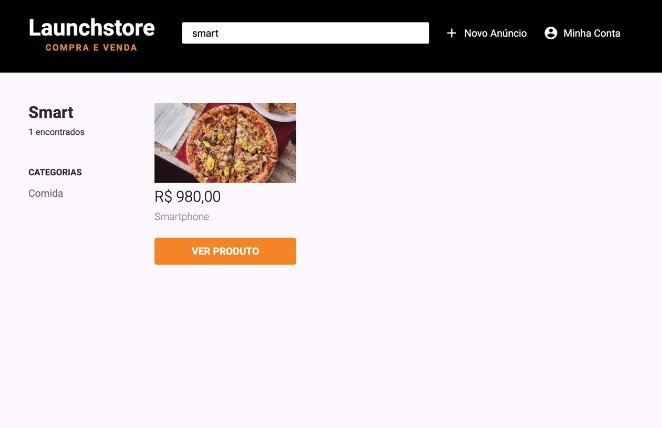 Launchstore
COMPRA E VENDA
smart
Novo Anúncio
Minha Conta
Smart
1 encontrados
CATEGORIAS
Comida
R$ 980,00
Smartphone
VER PRODUTO